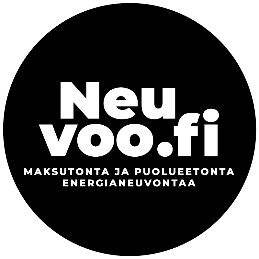 Neu
voo.fi
MAKSUTONTA JA PUOLUEETONTA
ENERGIANEUVONTAA